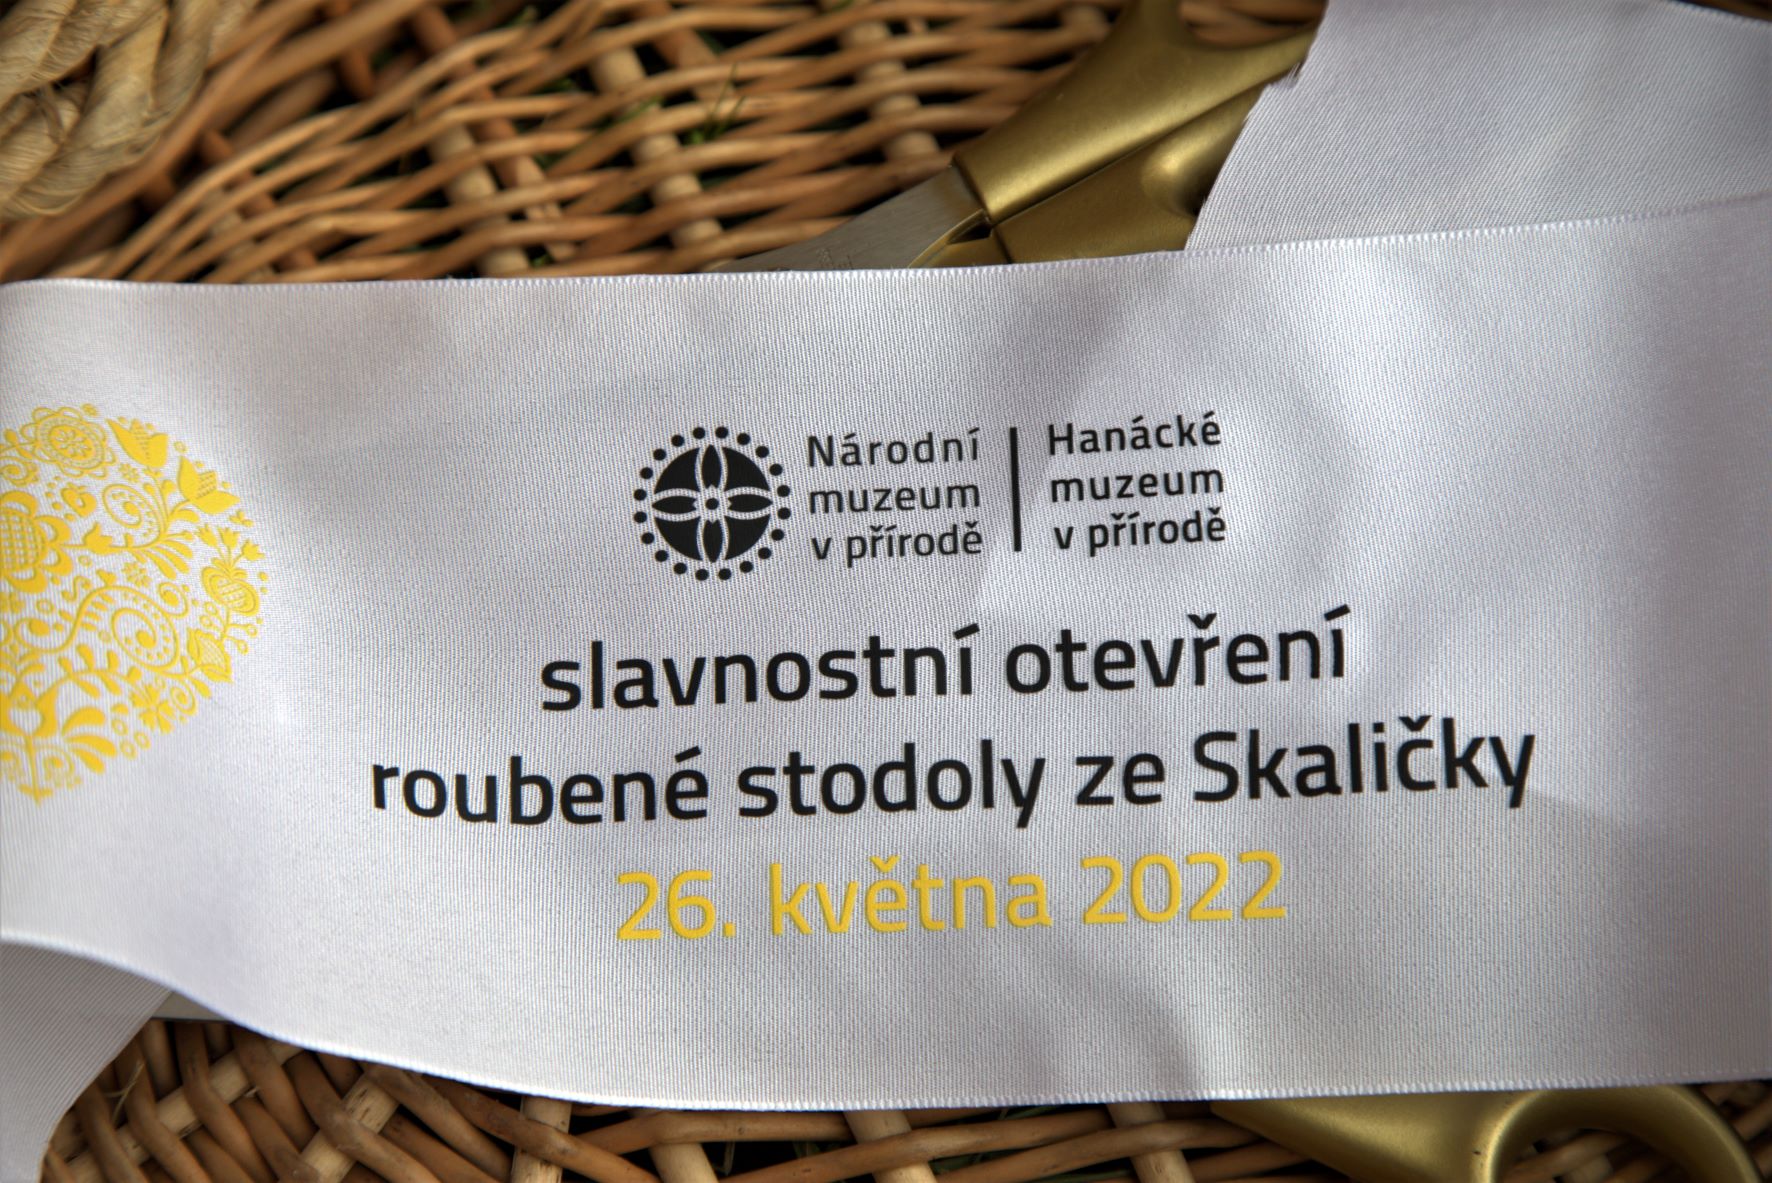 Národní
muzeum
v přírodě
Hanácké
muzeum
v přírodě
slavnostní otevření
roubené stodoly ze Skaličky
26. května 2022